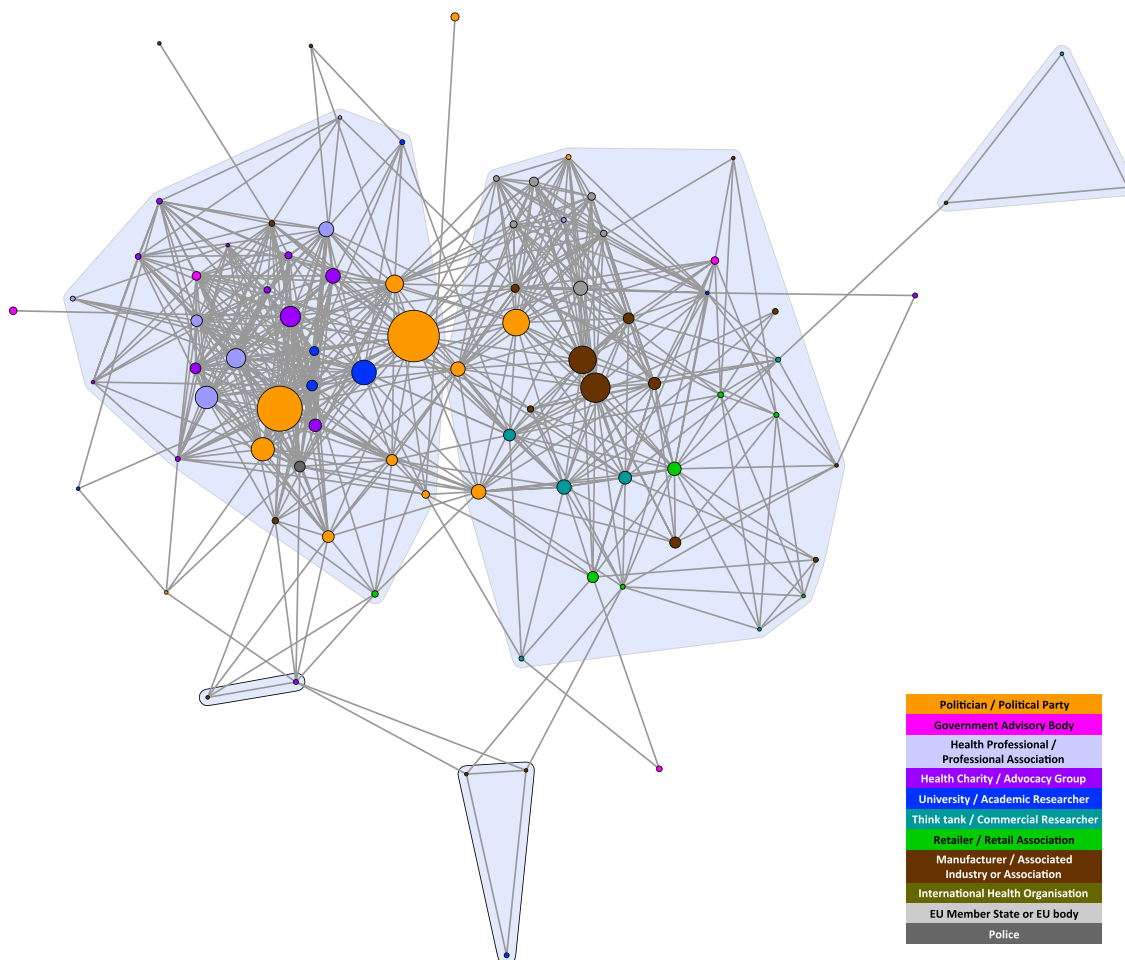 Politician / Political Party
Government Advisory Body
Health Professional /
Professional Association
Health Charity / Advocacy Group
University / Academic Researcher
Think tank / Commercial Researcher
Retailer / Retail Association
Manufacturer / Associated
Industry or Association
International Health Organisation
EU Member State or EU body
Police